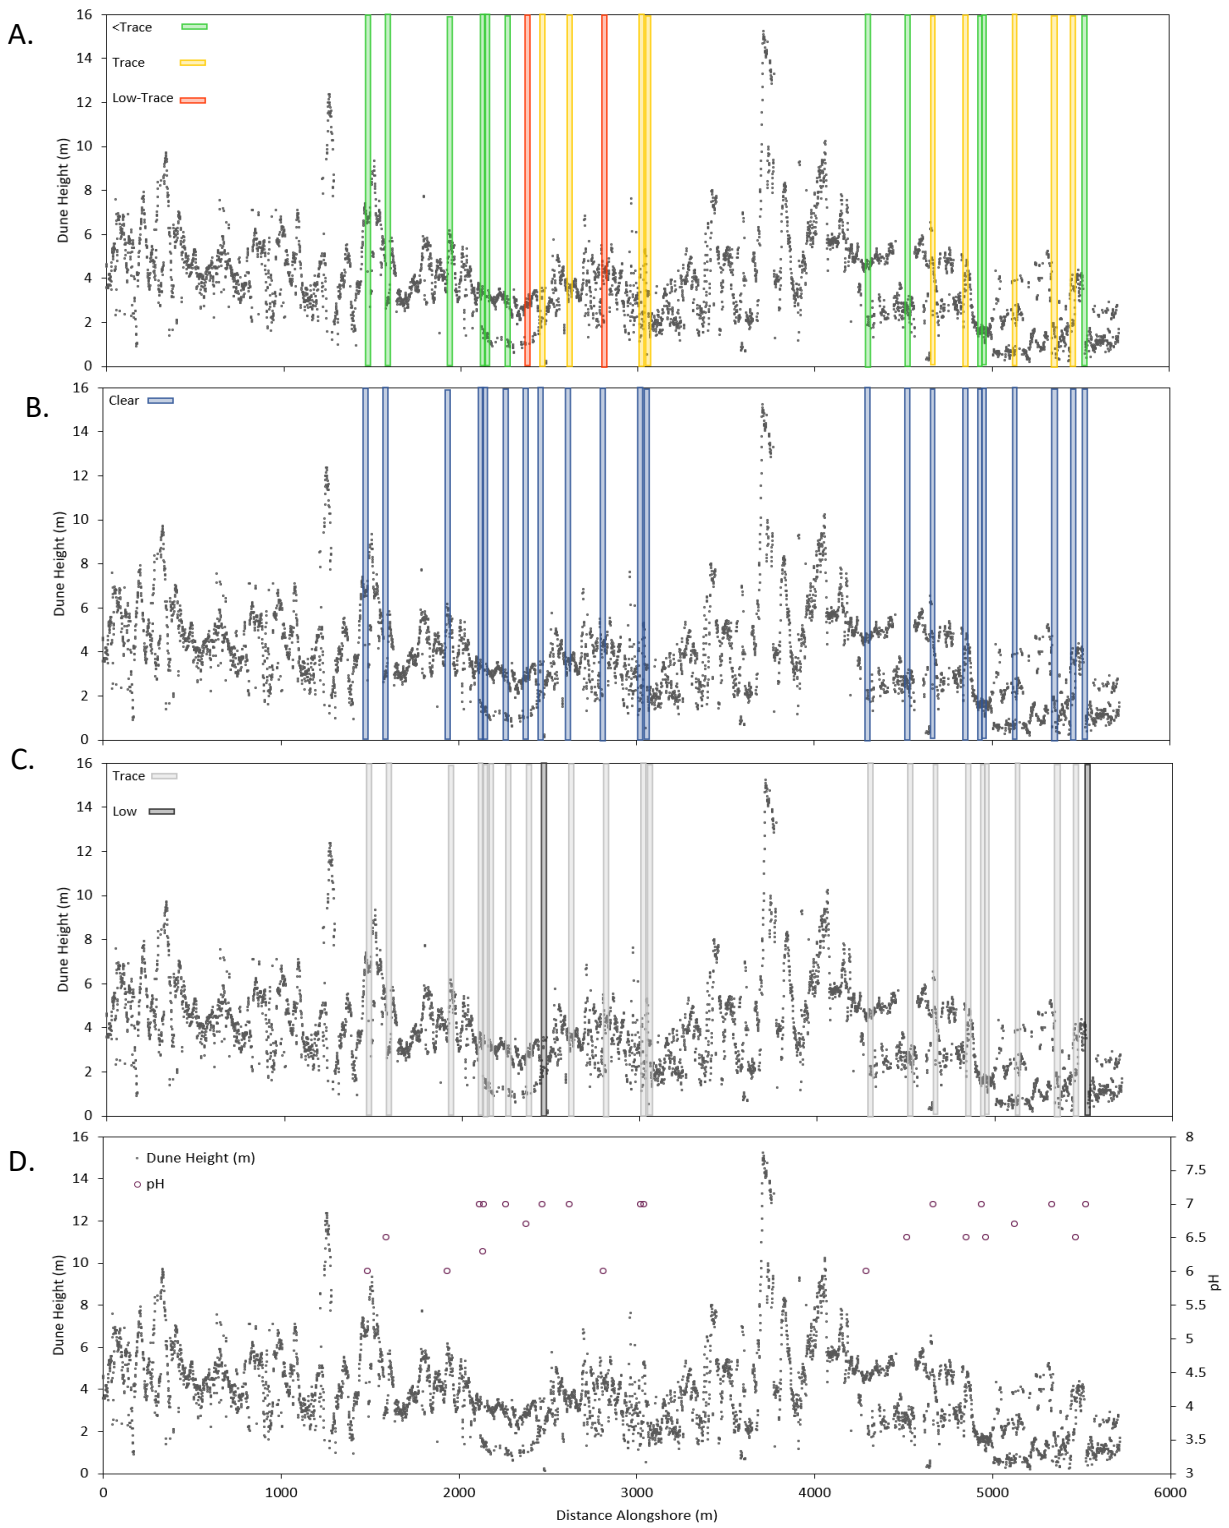 A.
16
14
12
10
8
6
4
2
0
Dune Height (m)
<Trace
Trace
Low-Trace
B.
16
14
12
10
8
6
4
2
0
Dune Height (m)
Clear
C.
16
14
12
10
8
6
4
2
0
Dune Height (m)
Trace
Low
D.
16
14
12
10
8
6
4
2
0
Dune Height (m)
Dune Height (m)
pH
8
7.5
7
6.5
6
5.5
5
4.5
4
3.5
3
pH
0 1000 2000 3000 4000 5000 6000
Distance Alongshore (m)